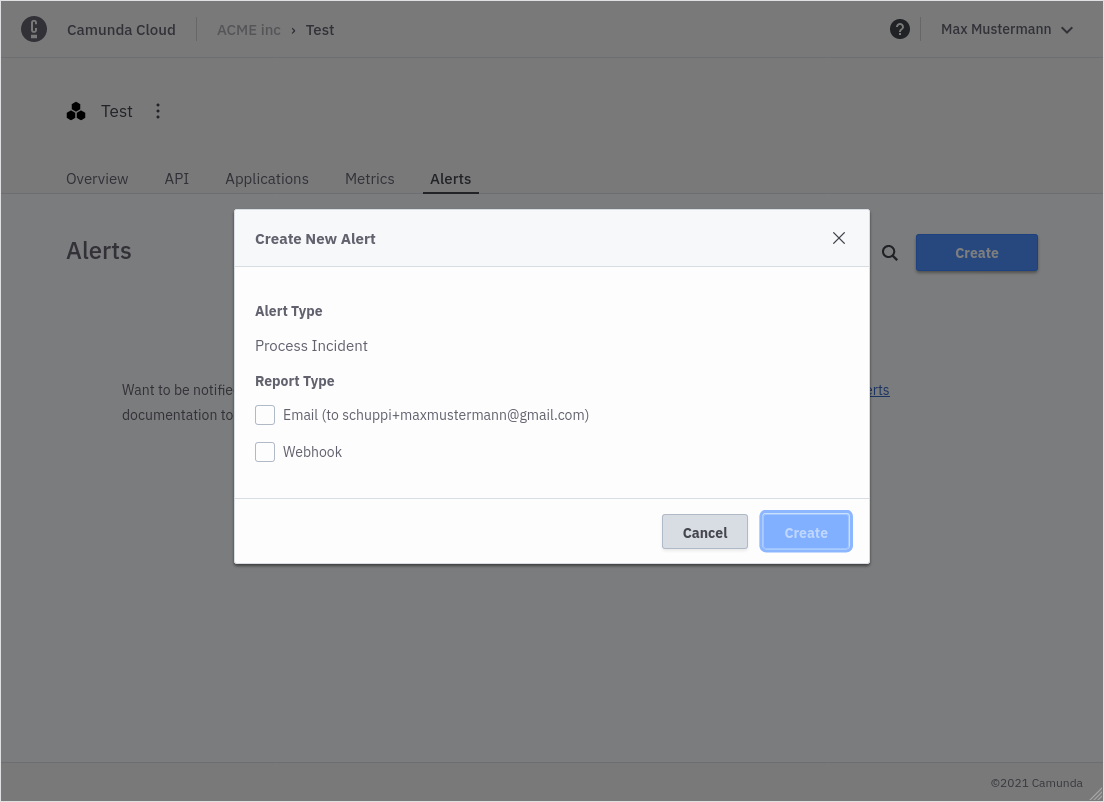 Camunda Cloud ACME inc › Test Max Mustermann
Test
Overview API Applications Metrics Alerts
Alerts
Create
Create New Alert
Alert Type
Process Incident
Report Type
Email (to schuppi+maxmustermann@gmail.com)
Webhook
Cancel Create
Want to be notifie
documentation to
erts
©2021 Camunda